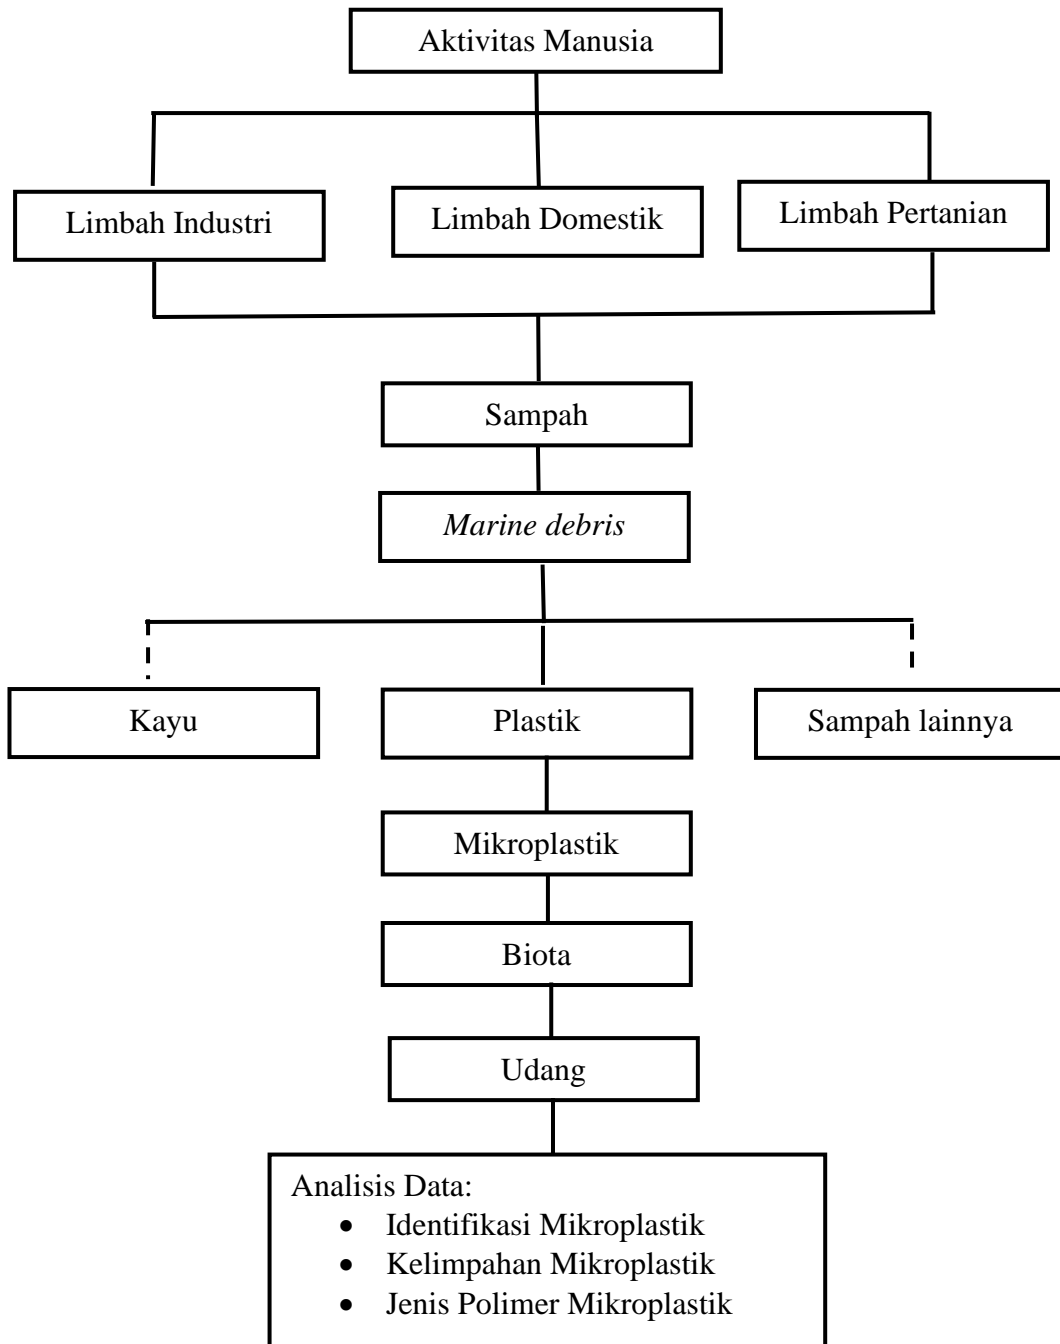 Aktivitas Manusia
Limbah Industri
Limbah Domestik
Limbah Pertanian
Sampah
Marine debris
Kayu
Plastik
Sampah lainnya
Mikroplastik
Biota
Udang
Analisis Data:
• Identifikasi Mikroplastik
• Kelimpahan Mikroplastik
• Jenis Polimer Mikroplastik